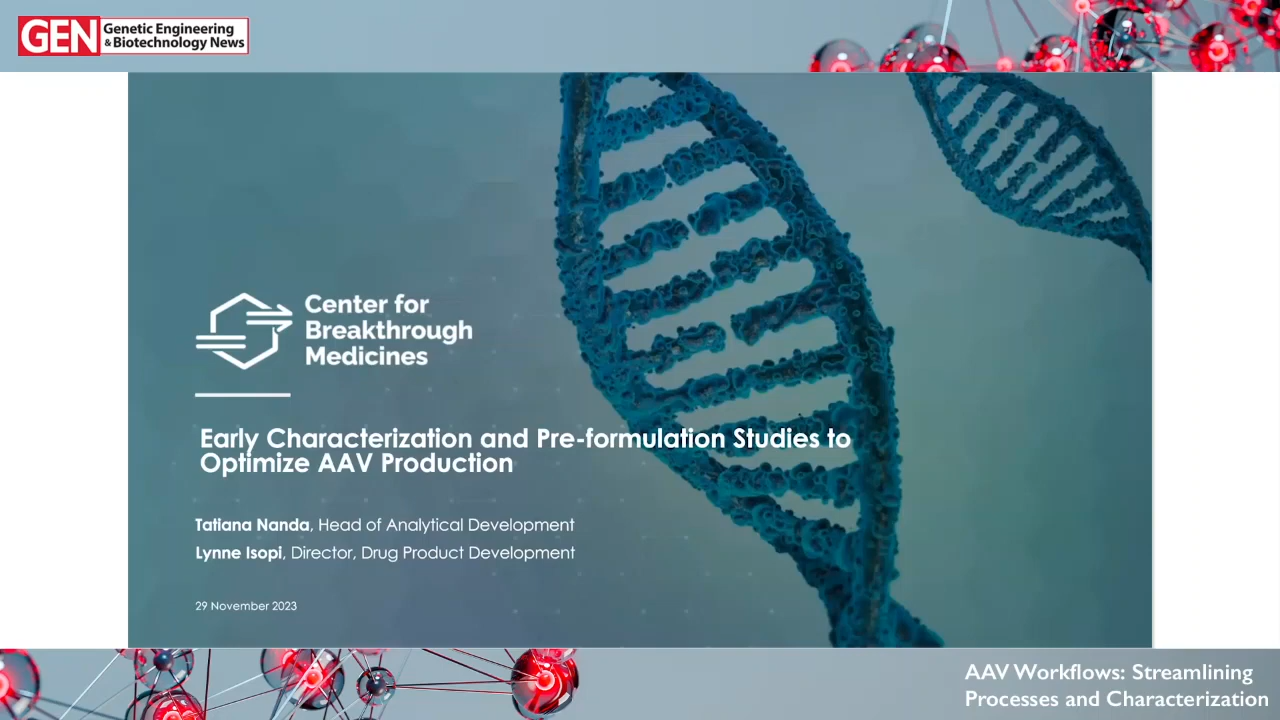 GEN Genetic Engineering
& Biotechnology News
Center for
Breakthrough
Medicines
Early Characterization and Pre-formulation Studies to
Optimize AAV Production
Tatiana Nanda, Head of Analytical Development
Lynne Isopi, Director, Drug Product Development
29 November 2023
AAV Workflows: Streamlining
Processes and Characterization